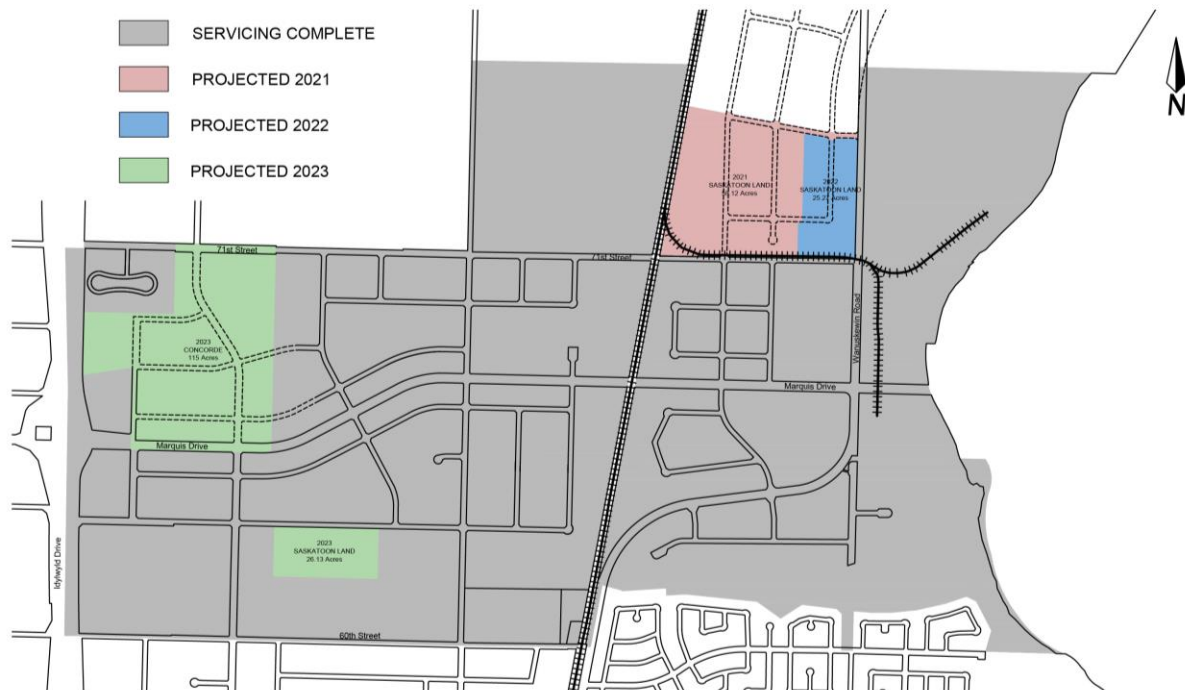 SERVICING COMPLETE
PROJECTED 2021
PROJECTED 2022
PROJECTED 2023
N
2021
SASKATOON LAND
Acres
2022
SASKATOON LAND
Acres
71st Street
71st Street
2023
CONCORDE
115 Acres
Wanuskewin Road
Marquis Drive
Marquis Drive
2023
SASKATOON LAND
26.13 Acres
Idylwyld Drive
60th Street